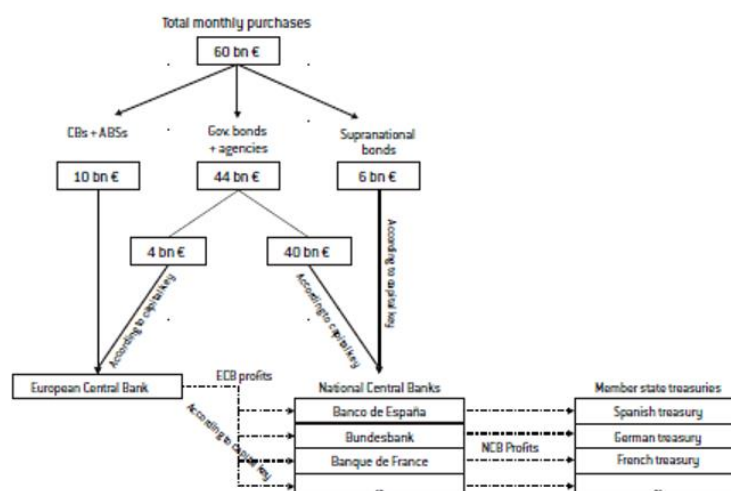 Total monthly purchases
60 bn €
CBs + ABSs
Gov. bonds
+ agencies
Supranational
bonds
10 bn €
44 bn €
6 bn €
4 bn €
40 bn €
According to capital key
According to capital key
According to capital key
European Central Bank
ECB profits
According to capital key
National Central Banks
Member state treasuries
Banco de España
Spanish treasury
Bundesbank
German treasury
Banque de France
NCB Profits
French treasury